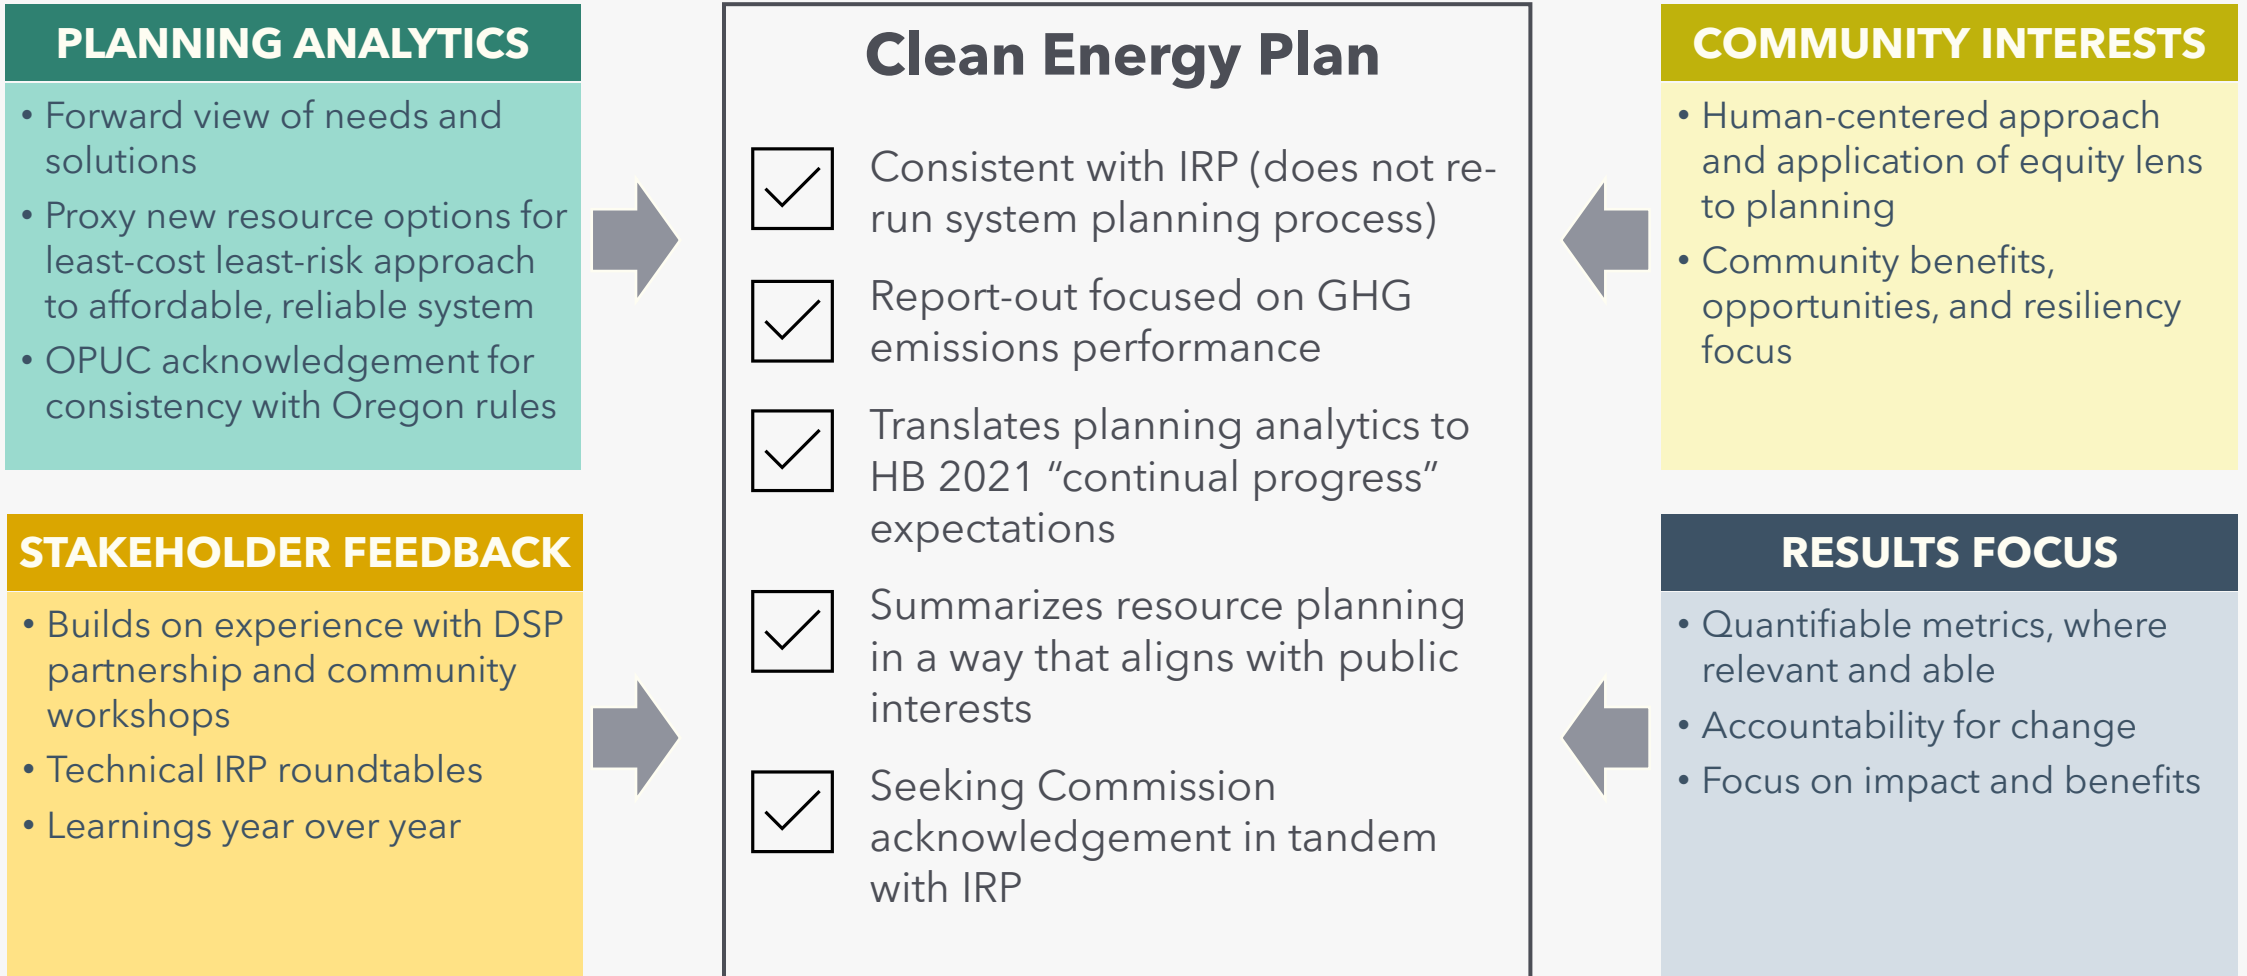 PLANNING ANALYTICS
• Forward view of needs and
solutions
• Proxy new resource options for
least-cost least-risk approach
to affordable, reliable system
• OPUC acknowledgement for
consistency with Oregon rules
STAKEHOLDER FEEDBACK
• Builds on experience with DSP
partnership and community
workshops
• Technical IRP roundtables
• Learnings year over year
Clean Energy Plan
Consistent with IRP (does not re-
run system planning process)
Report-out focused on GHG
emissions performance
Translates planning analytics to
HB 2021 “continual progress”
expectations
Summarizes resource planning
in a way that aligns with public
interests
Seeking Commission
acknowledgement in tandem
with IRP
COMMUNITY INTERESTS
• Human-centered approach
and application of equity lens
to planning
• Community benefits,
opportunities, and resiliency
focus
RESULTS FOCUS
• Quantifiable metrics, where
relevant and able
• Accountability for change
• Focus on impact and benefits